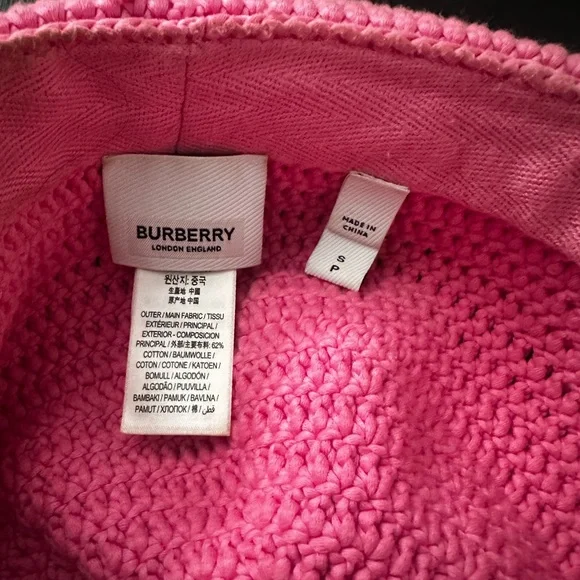 BURBERRY
LONDON ENGLAND
원산지: 중국
生產地 中國
原产地 中国
OUTER / MAIN FABRIC / TISSU
EXTÉRIEUR / PRINCIPAL /
EXTERIOR - COMPOSICION
PRINCIPAL / 外部/主要布料: 62%
COTTON / BAUMWOLLE /
COTON / COTONE / KATOEN /
BOMULL / ALGODÓN /
ALGODÃO / PUUVILLA /
BAMBAKI / PAMUK / BAVLNA /
PAMUT / ХЛОПОК / 棉 / قطن
MADE IN
CHINA
S
P